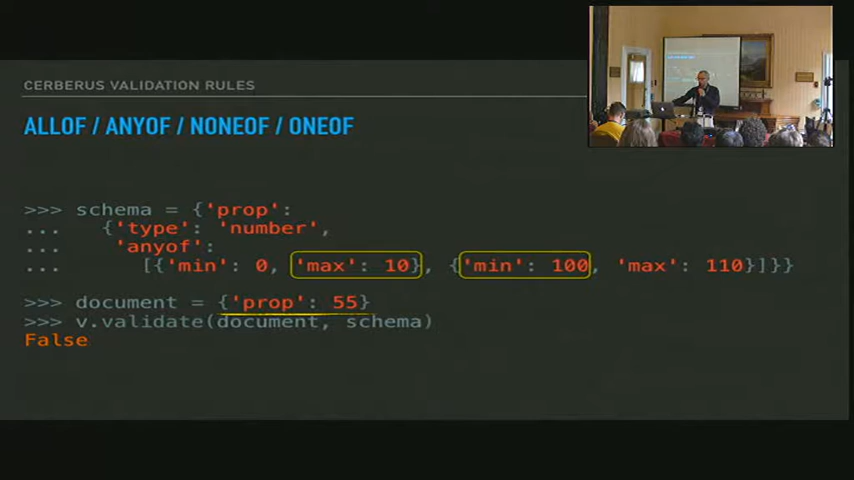 CERBERUS VALIDATION RULES
ALLOF / ANYOF / NONEOF / ONEOF
>>> schema = {'prop':
... {'type': 'number',
... 'anyof':
... [{'min': 0, 'max': 10}, {'min': 100, 'max': 110}]}}
>>> document = {'prop': 55}
>>> v.validate(document, schema)
False